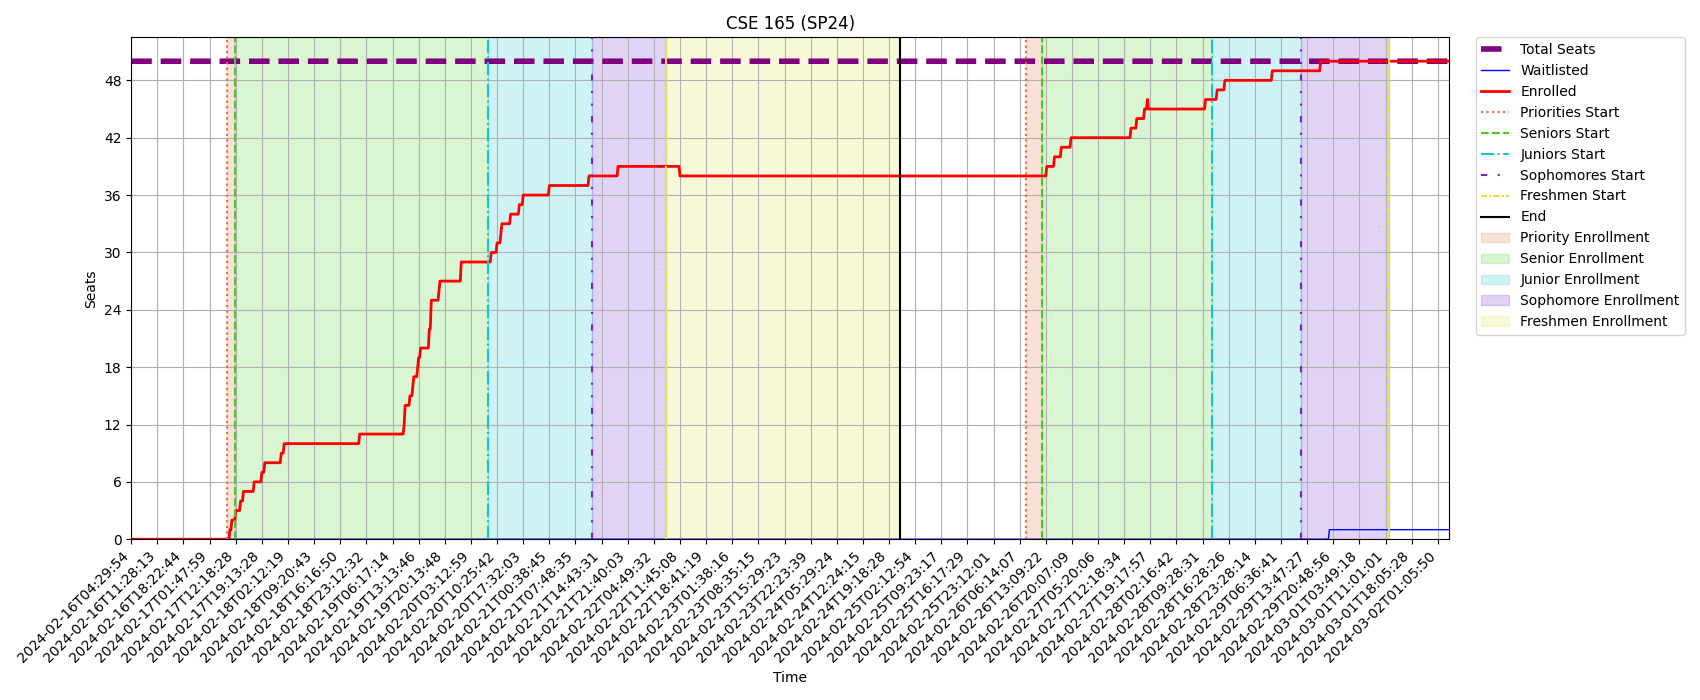 CSE 165 (SP24)
Seats
48
42
36
30
24
18
12
6
0
2024-02-16T04:29:54
2024-02-16T11:28:13
2024-02-16T18:22:44
2024-02-17T01:47:59
2024-02-17T12:18:28
2024-02-17T19:13:28
2024-02-18T02:12:19
2024-02-18T09:20:43
2024-02-18T16:16:50
2024-02-18T23:12:32
2024-02-19T06:17:14
2024-02-19T13:13:46
2024-02-19T20:13:48
2024-02-20T03:12:59
2024-02-20T10:25:42
2024-02-20T17:32:03
2024-02-21T00:38:45
2024-02-21T07:48:35
2024-02-21T14:43:31
2024-02-21T21:40:03
2024-02-22T04:49:32
2024-02-22T11:45:08
2024-02-22T18:41:19
2024-02-23T01:38:16
2024-02-23T08:35:15
2024-02-23T15:29:23
2024-02-23T22:23:39
2024-02-24T05:29:24
2024-02-24T12:24:15
2024-02-24T19:18:28
2024-02-25T02:12:54
2024-02-25T09:23:17
2024-02-25T16:17:29
2024-02-25T23:12:01
2024-02-26T06:14:07
2024-02-26T13:09:22
2024-02-26T20:07:09
2024-02-27T05:20:06
2024-02-27T12:18:34
2024-02-27T19:17:57
2024-02-28T02:16:42
2024-02-28T09:28:31
2024-02-28T16:28:26
2024-02-28T23:28:14
2024-02-29T06:36:41
2024-02-29T13:47:27
2024-02-29T20:48:56
2024-03-01T03:49:18
2024-03-01T11:01:01
2024-03-01T18:05:28
2024-03-02T01:05:50
Time
Total Seats
Waitlisted
Enrolled
Priorities Start
Seniors Start
Juniors Start
Sophomores Start
Freshmen Start
End
Priority Enrollment
Senior Enrollment
Junior Enrollment
Sophomore Enrollment
Freshmen Enrollment